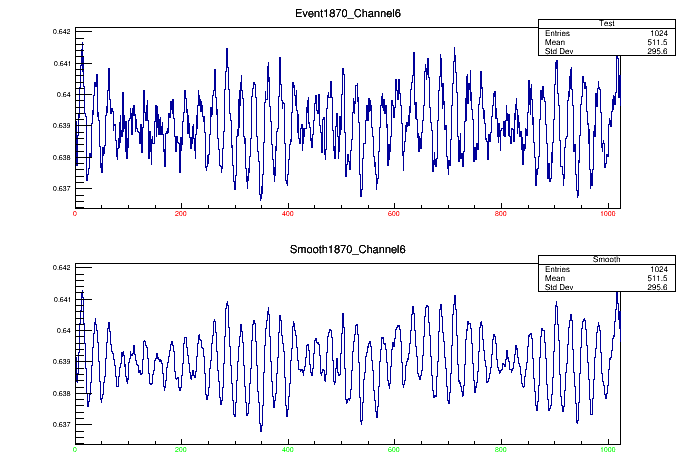 Event1870_Channel6
Test
Entries 1024
Mean 511.5
Std Dev 295.6
0.642
0.641
0.64
0.639
0.638
0.637
0 200 400 600 800 1000
Smooth1870_Channel6
Smooth
Entries 1024
Mean 511.5
Std Dev 295.6
0.642
0.641
0.64
0.639
0.638
0.637
0 200 400 600 800 1000